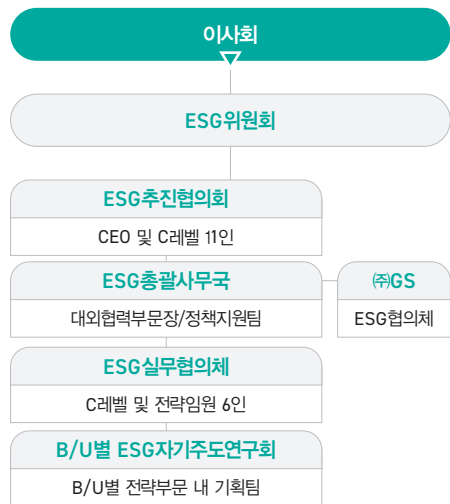 이사회
ESG위원회
ESG추진협의회
CEO 및 C레벨 11인
ESG총괄사무국
대외협력부문장/정책지원팀
㈜GS
ESG협의체
ESG실무협의체
C레벨 및 전략임원 6인
B/U별 ESG자기주도연구회
B/U별 전략부문 내 기획팀